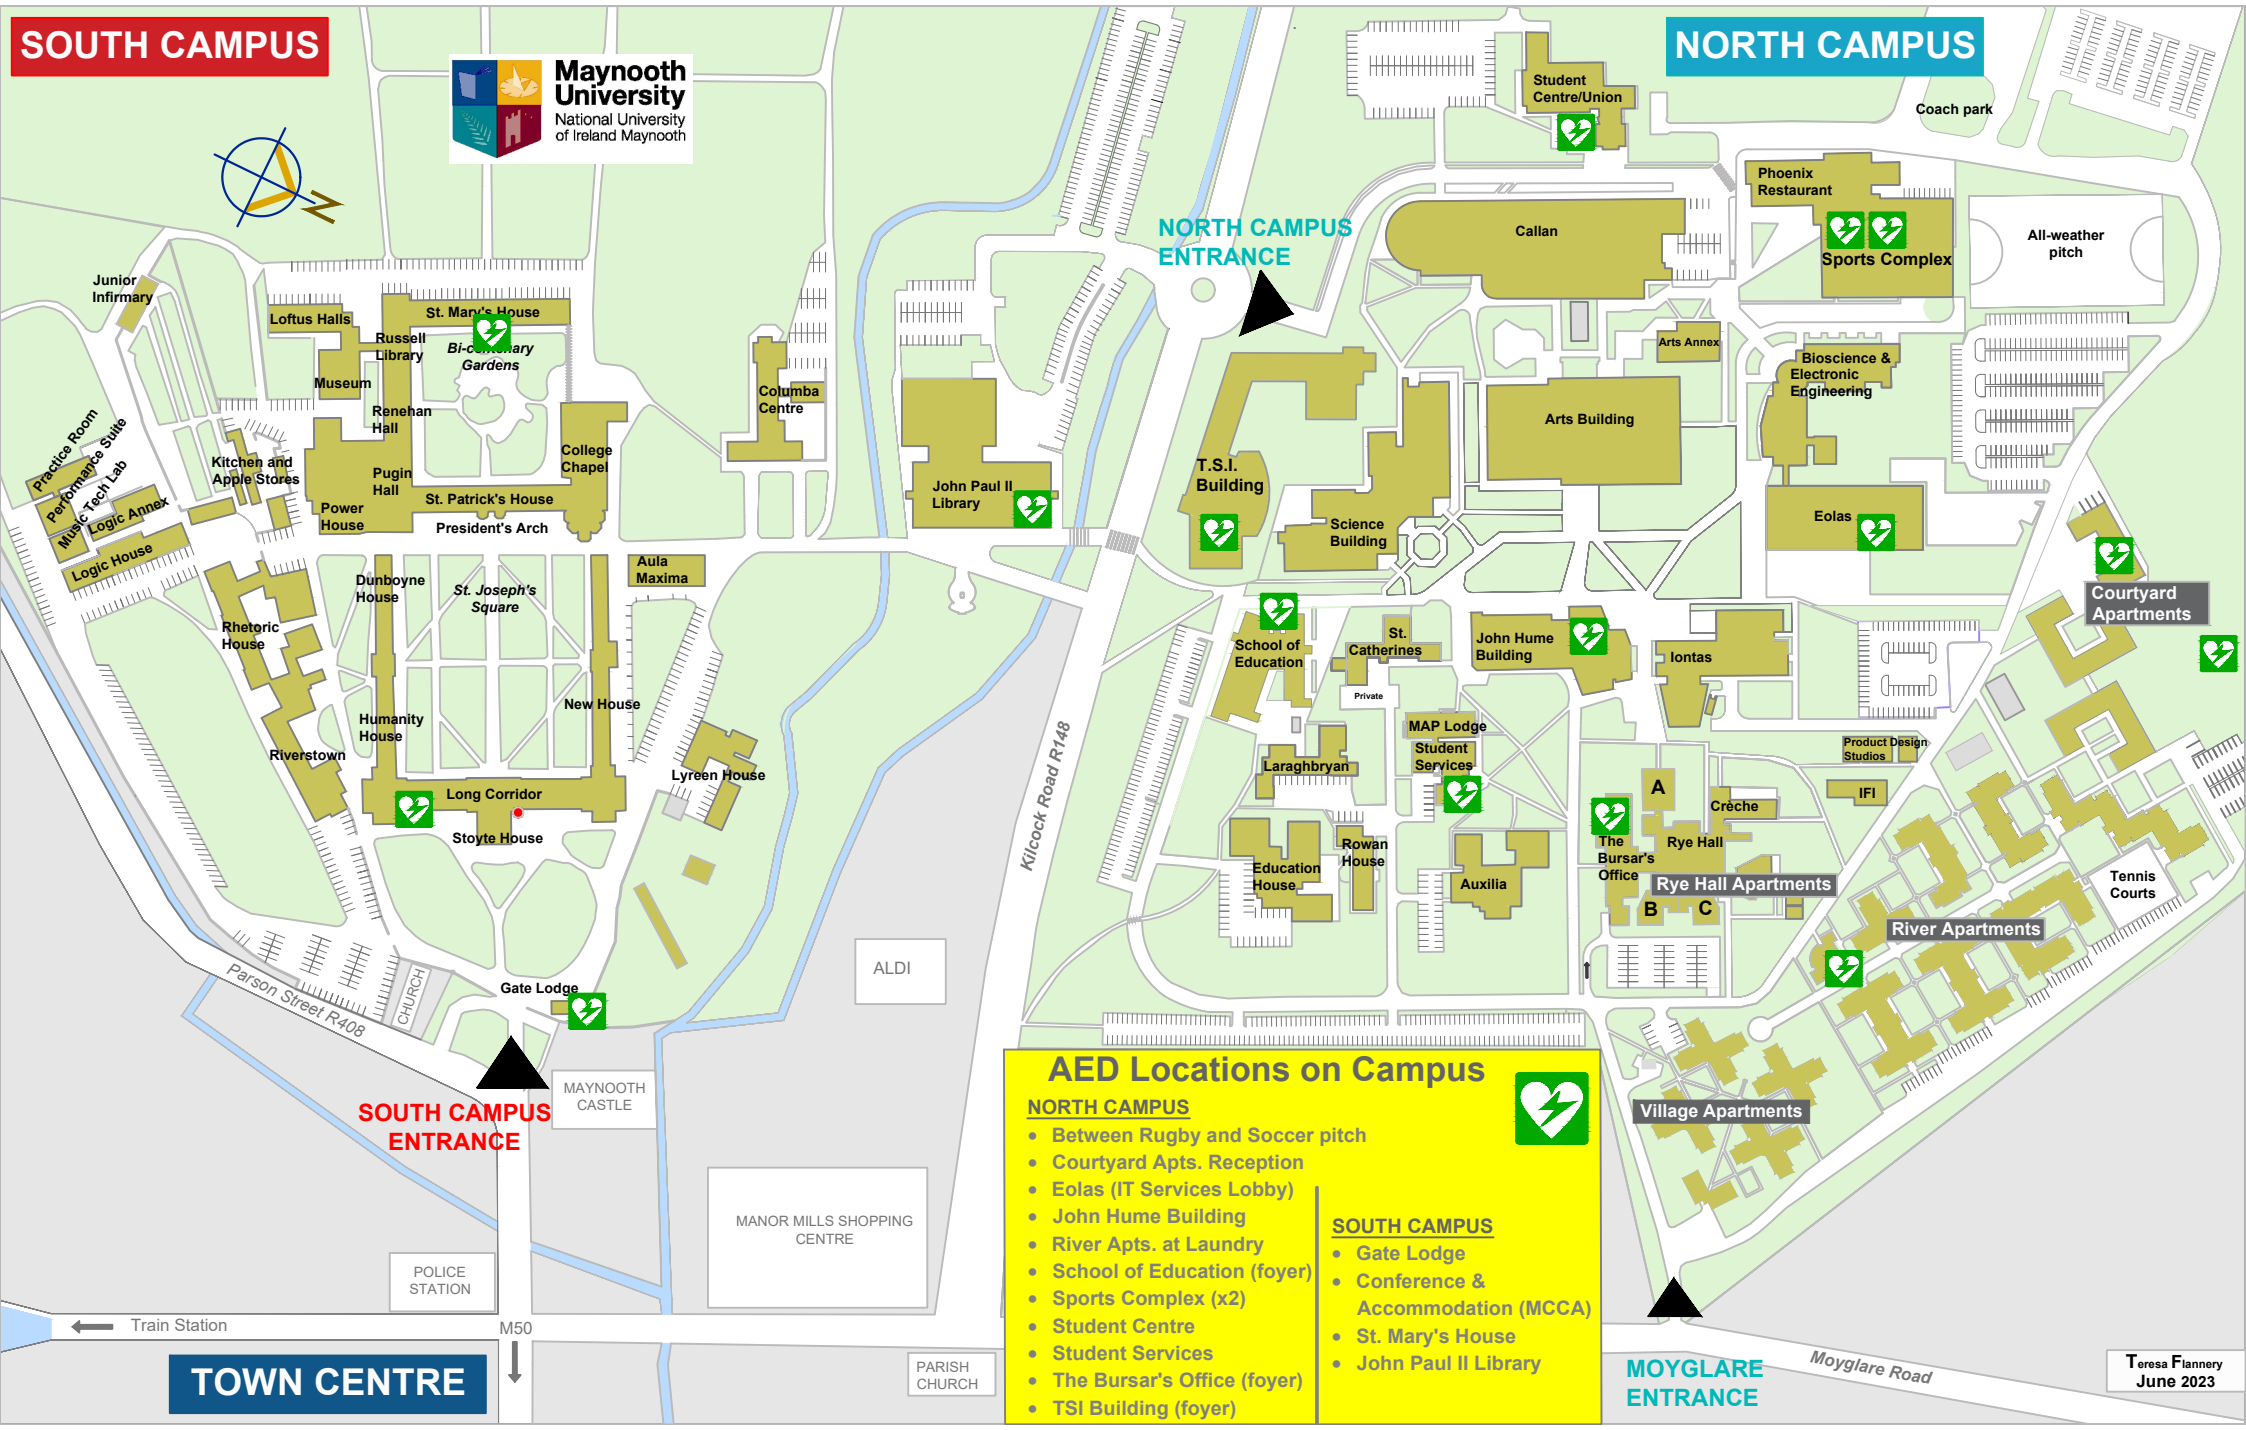 SOUTH CAMPUS
Maynooth
University
National University
of Ireland Maynooth
NORTH CAMPUS
Student
Centre/Union
Coach park
Phoenix
Restaurant
Sports Complex
All-weather
pitch
NORTH CAMPUS
ENTRANCE
Callan
N
Junior
Infirmary
Loftus Halls
St. Mary's House
Russell
Library
Bi-centenary
Gardens
Museum
Renehan
Hall
Columba
Centre
Arts Annex
Bioscience &
Electronic
Engineering
Arts Building
Practice Room
Performance Suite
Music Tech Lab
Logic Annex
Logic House
Kitchen and
Apple Stores
Pugin
Hall
College
Chapel
St. Patrick's House
Power
House
President's Arch
John Paul II
Library
T.S.I.
Building
Science
Building
Eolas
Dunboyne
House
St. Joseph's
Square
Aula
Maxima
Rhetoric
House
School of
Education
St.
Catherines
Private
John Hume
Building
Iontas
Courtyard
Apartments
Humanity
House
New House
Riverstown
Lyreen House
Kilcock Road R148
MAP Lodge
Student
Services
Laraghbryan
Product Design
Studios
IFI
Long Corridor
Stoyte House
A
Crèche
Rye Hall
The
Bursar's
Office
Rye Hall Apartments
B
C
Education
House
Rowan
House
Auxilia
Tennis
Courts
River Apartments
Parson Street R408
CHURCH
Gate Lodge
ALDI
SOUTH CAMPUS
ENTRANCE
MAYNOOTH
CASTLE
Village Apartments
MANOR MILLS SHOPPING
CENTRE
POLICE
STATION
Train Station
M50
TOWN CENTRE
PARISH
CHURCH
AED Locations on Campus
NORTH CAMPUS
• Between Rugby and Soccer pitch
• Courtyard Apts. Reception
• Eolas (IT Services Lobby)
• John Hume Building
• River Apts. at Laundry
• School of Education (foyer)
• Sports Complex (x2)
• Student Centre
• Student Services
• The Bursar's Office (foyer)
• TSI Building (foyer)
SOUTH CAMPUS
• Gate Lodge
• Conference &
Accommodation (MCCA)
• St. Mary's House
• John Paul II Library
MOYGLARE
ENTRANCE
Moyglare Road
Teresa Flannery
June 2023